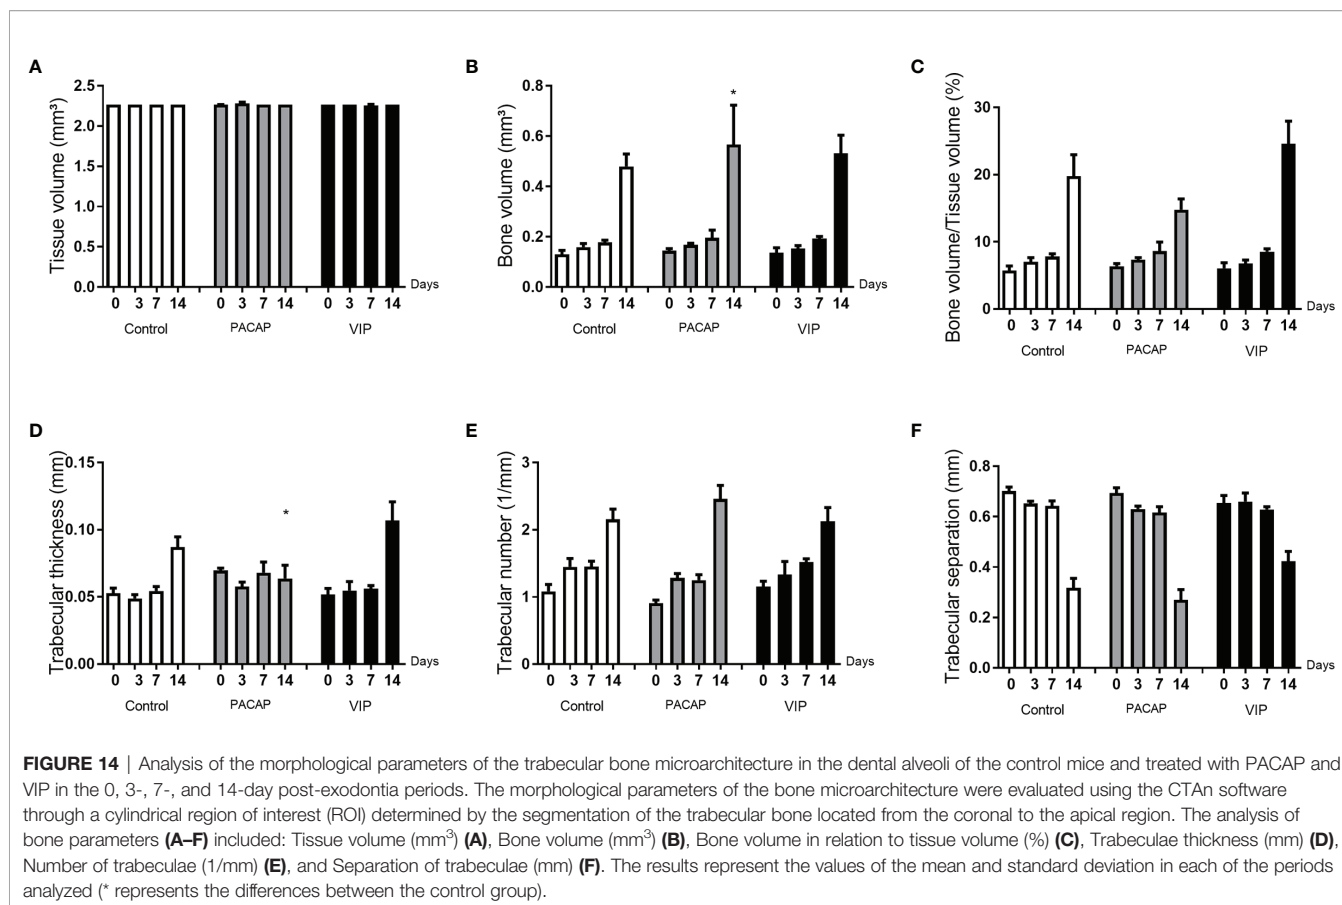 A
Tissue volume (mm³)
2.5
2.0
1.5
1.0
0.5
0.0
0 3 7 14 0 3 7 14 0 3 7 14 Days
Control PACAP VIP
B
Bone volume (mm³)
0.8
0.6
0.4
0.2
0.0
*
0 3 7 14 0 3 7 14 0 3 7 14 Days
Control PACAP VIP
C
Bone volume/Tissue volume (%)
30
20
10
0
0 3 7 14 0 3 7 14 0 3 7 14 Days
Control PACAP VIP
D
Trabecular thickness (mm)
0.15
0.10
0.05
0.00
*
0 3 7 14 0 3 7 14 0 3 7 14 Days
Control PACAP VIP
E
Trabecular number (1/mm)
3
2
1
0
0 3 7 14 0 3 7 14 0 3 7 14 Days
Control PACAP VIP
F
Trabecular separation (mm)
0.8
0.6
0.4
0.2
0.0
0 3 7 14 0 3 7 14 0 3 7 14 Days
Control PACAP VIP
FIGURE 14 | Analysis of the morphological parameters of the trabecular bone microarchitecture in the dental alveoli of the control mice and treated with PACAP and
VIP in the 0, 3-, 7-, and 14-day post-exodontia periods. The morphological parameters of the bone microarchitecture were evaluated using the CTAn software
through a cylindrical region of interest (ROI) determined by the segmentation of the trabecular bone located from the coronal to the apical region. The analysis of
bone parameters (A–F) included: Tissue volume (mm³) (A), Bone volume (mm³) (B), Bone volume in relation to tissue volume (%) (C), Trabeculae thickness (mm) (D),
Number of trabeculae (1/mm) (E), and Separation of trabeculae (mm) (F). The results represent the values of the mean and standard deviation in each of the periods
analyzed (* represents the differences between the control group).